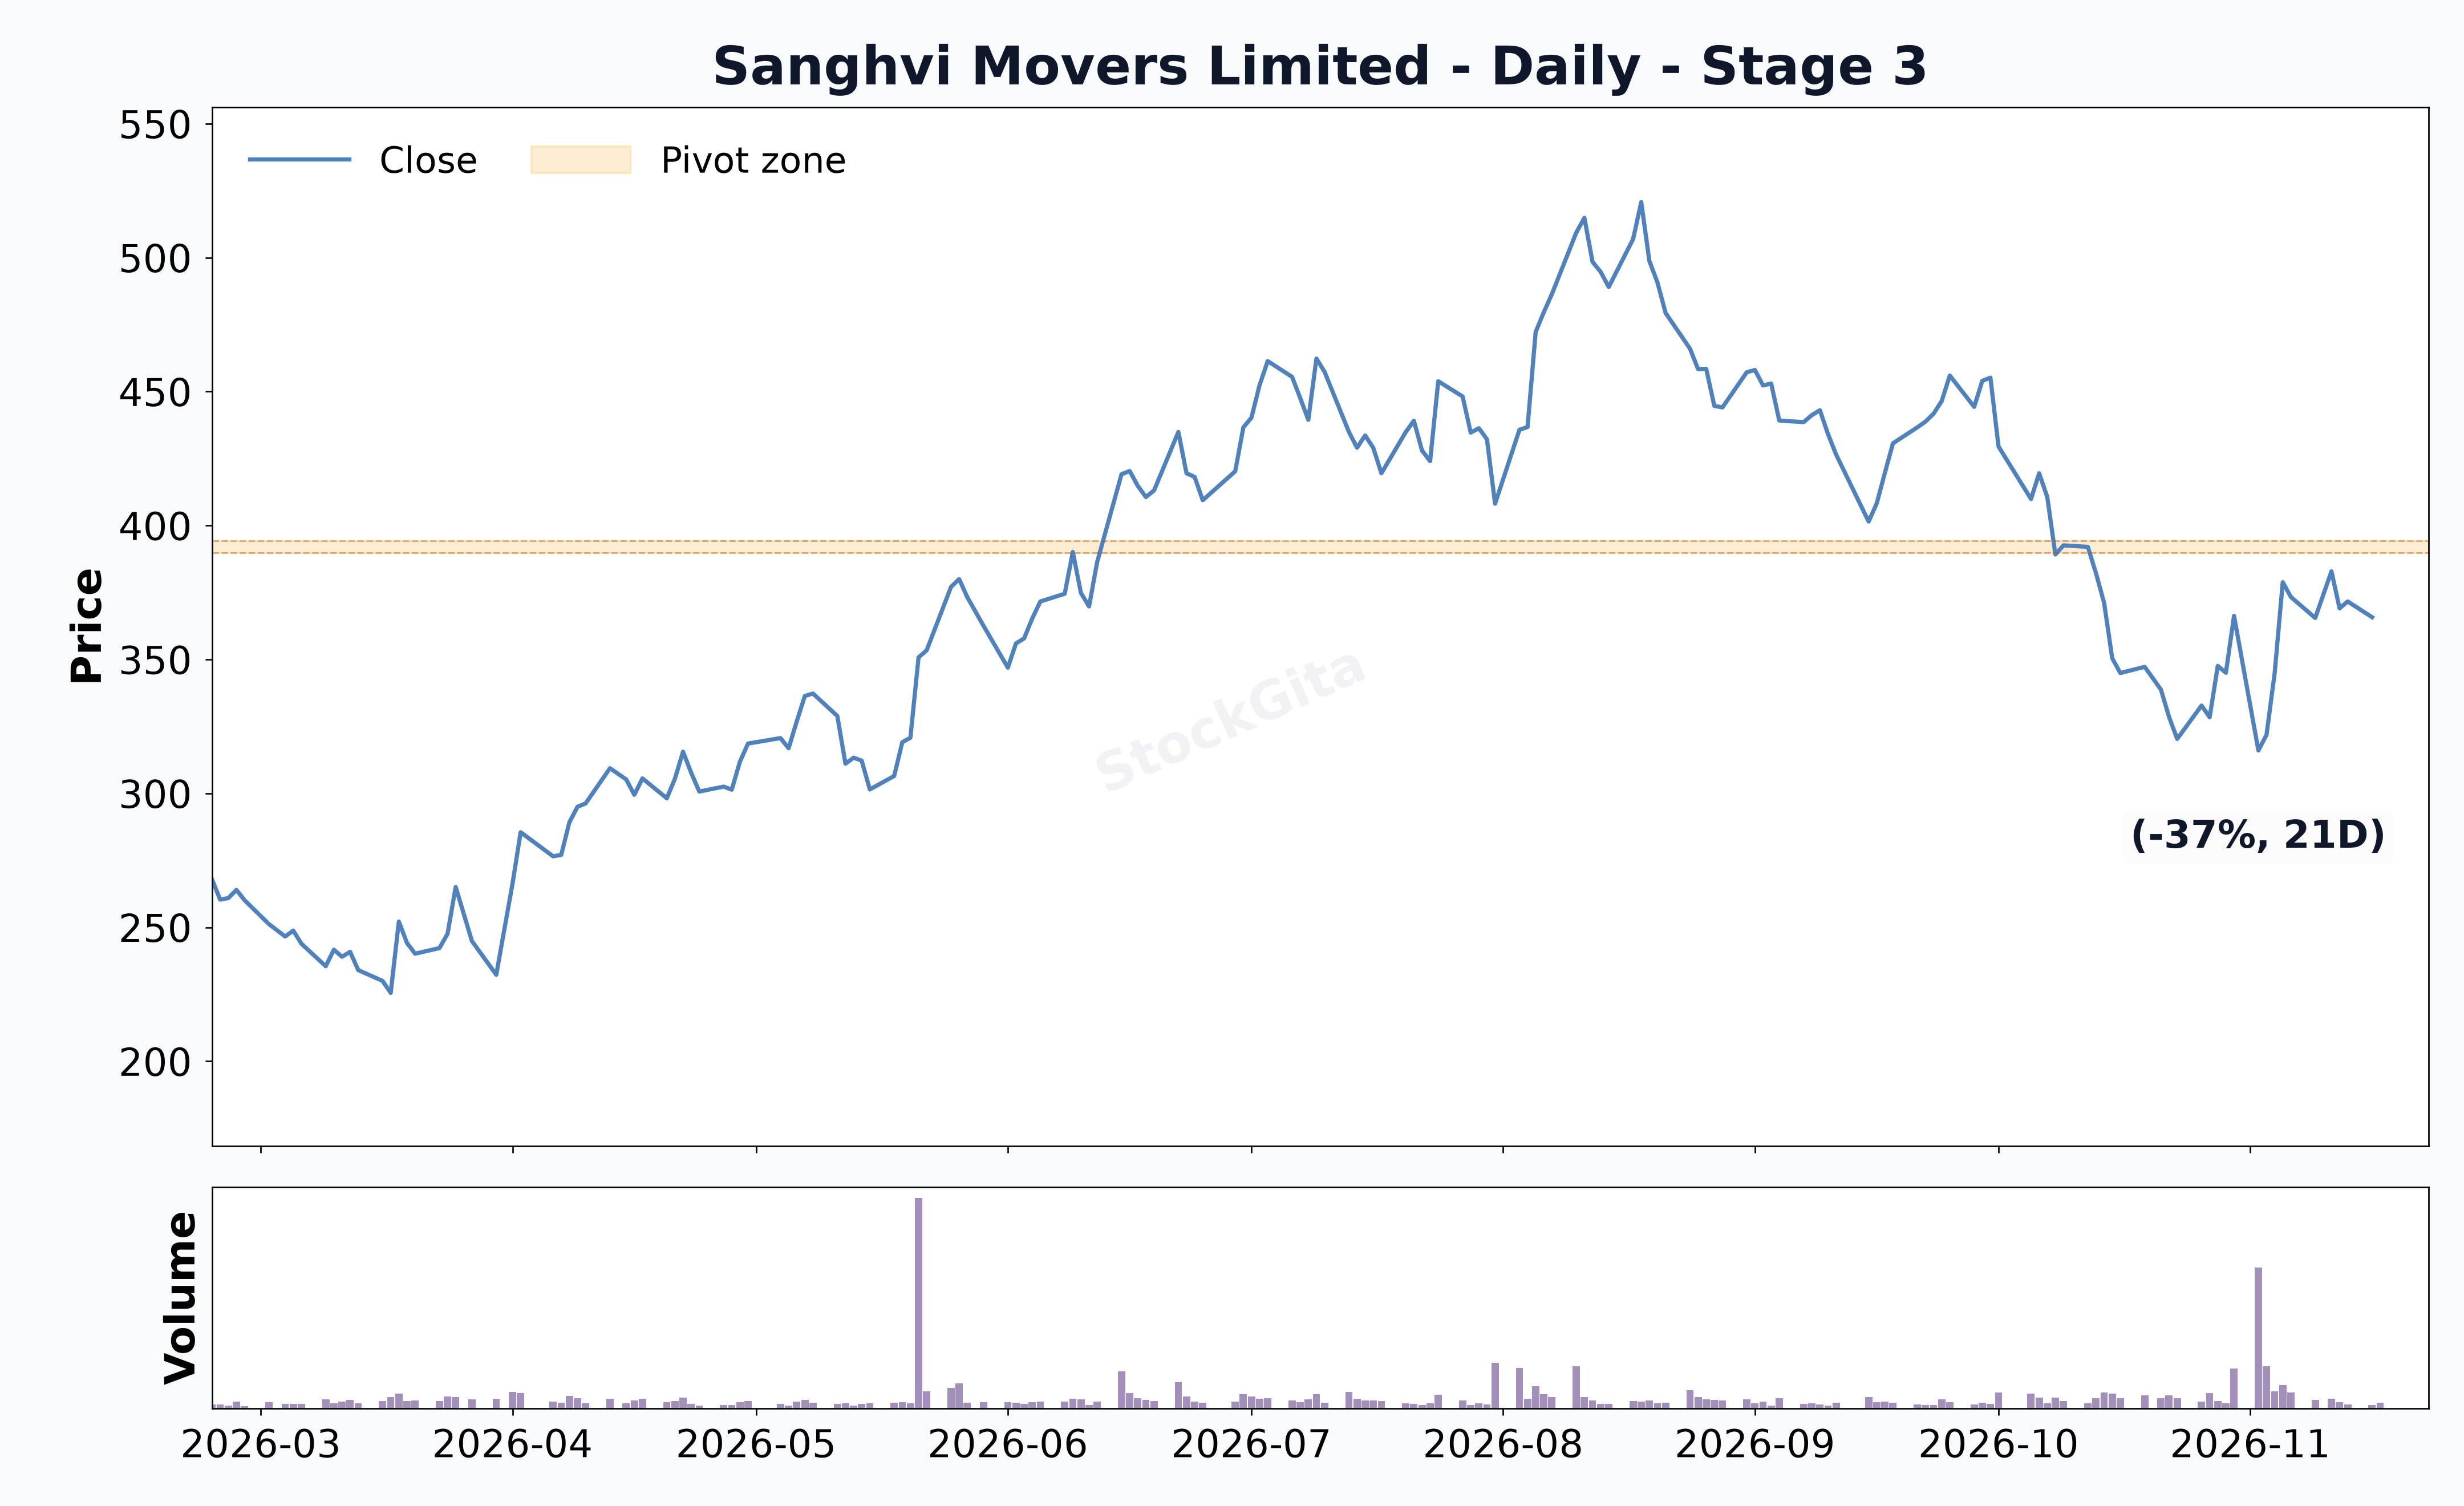 Sanghvi Movers Limited - Daily - Stage 3
Close
Pivot zone
550
500
450
400
350
300
250
200
Price
StockGita
(-37%, 21D)
Volume
2026-03
2026-04
2026-05
2026-06
2026-07
2026-08
2026-09
2026-10
2026-11